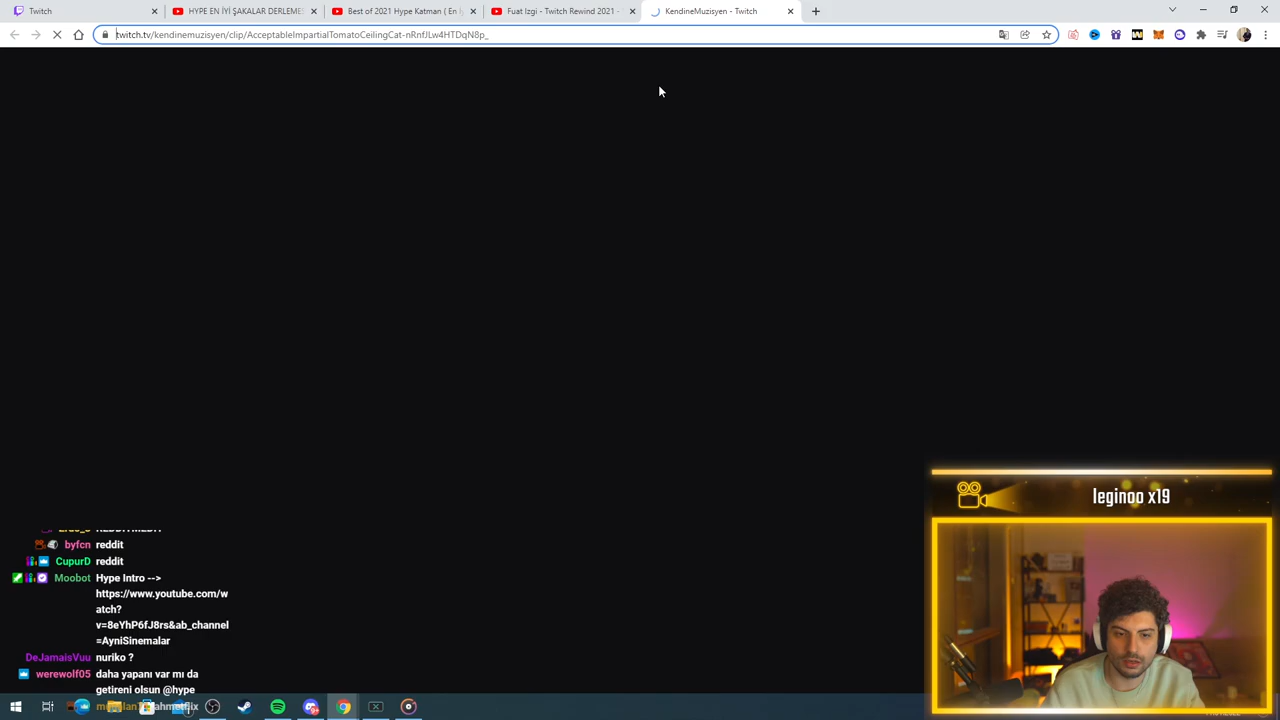 Twitch
HYPE EN İYİ ŞAKALAR DERLEME
Best of 2021 Hype Katman ( En İy
Fuat Izgi - Twitch Rewind 2021 -
KendineMuzisyen - Twitch
twitch.tv/kendinemuzisyen/clip/AcceptableImpartialTomatoCeilingCat-nRnfJLw4HTDqN8p_
leginoo x19
byfcn reddit
CupurD reddit
Moobot Hype Intro -->
https://www.youtube.com/w
atch?
v=8eYhP6fJ8rs&ab_channel
=AyniSinemalar
DeJamaisVuu nuriko ?
werewolf05 daha yapanı var mı da
getireni olsun @hype
ahmetflix